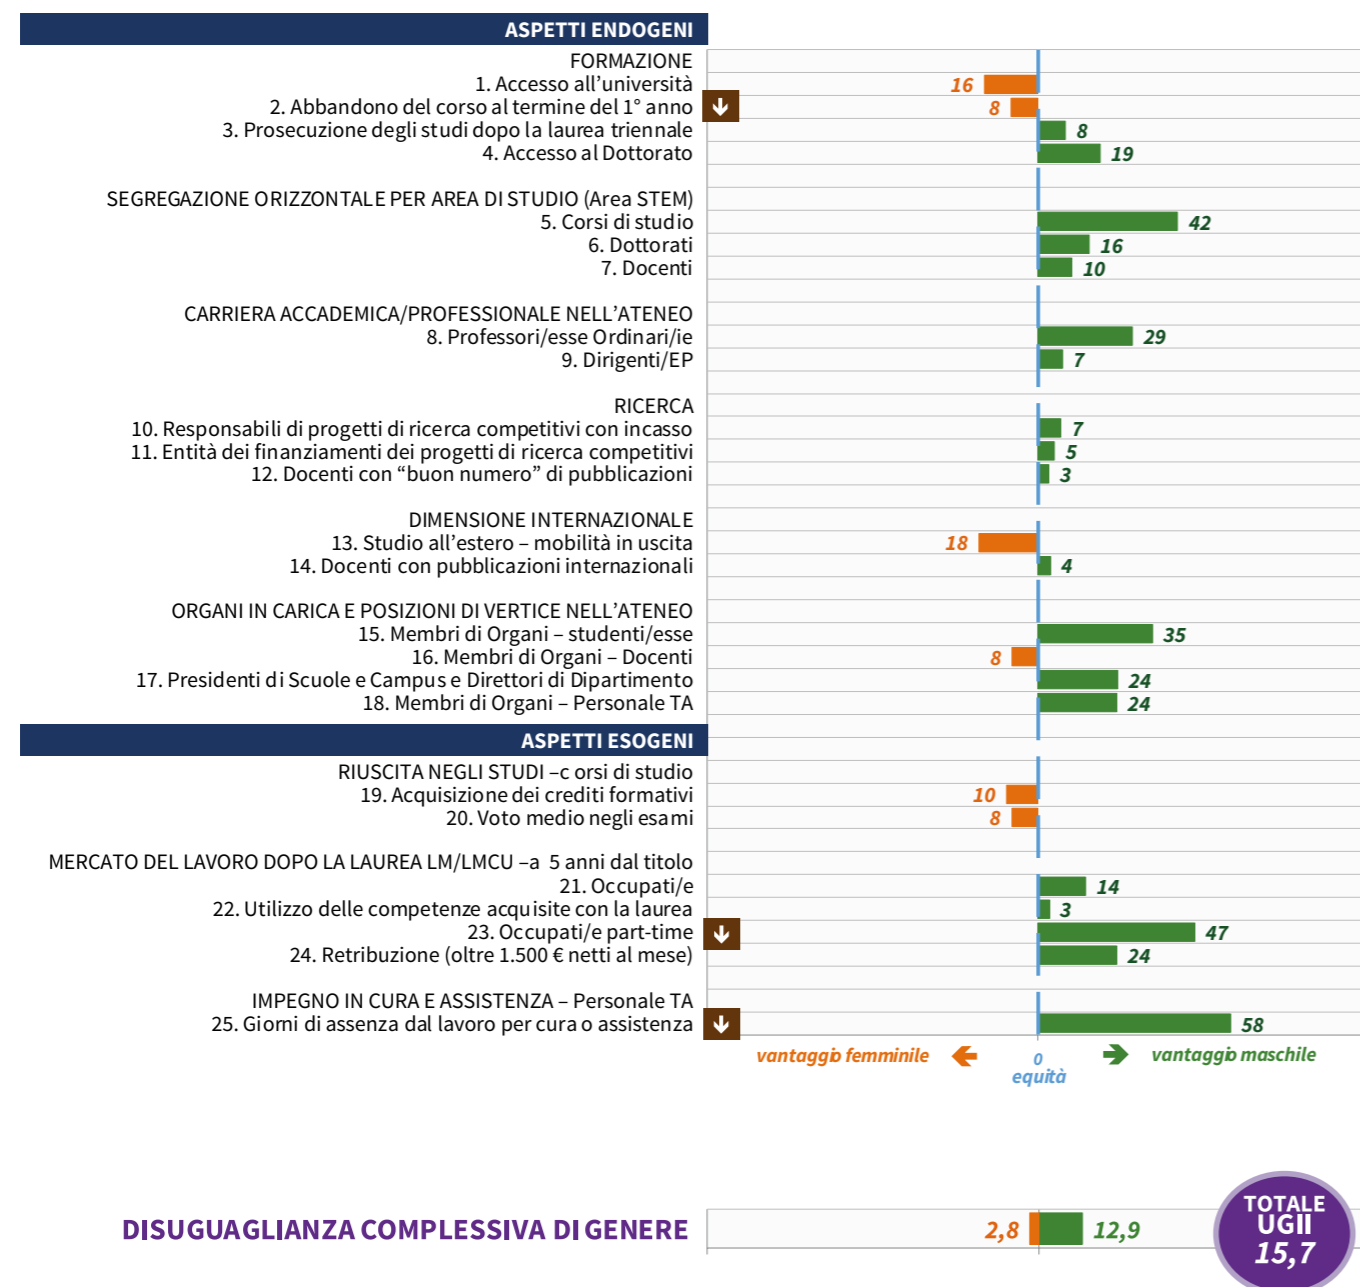 ASPETTI ENDOGENI
FORMAZIONE
1. Accesso all’università 16
2. Abbandono del corso al termine del 1° anno 8
3. Prosecuzione degli studi dopo la laurea triennale 8
4. Accesso al Dottorato 19
SEGREGAZIONE ORIZZONTALE PER AREA DI STUDIO (Area STEM)
5. Corsi di studio 42
6. Dottorati 16
7. Docenti 10
CARRIERA ACCADEMICA/PROFESSIONALE NELL’ATENEO
8. Professori/esse Ordinari/ie 29
9. Dirigenti/EP 7
RICERCA
10. Responsabili di progetti di ricerca competitivi con incasso 7
11. Entità dei finanziamenti dei progetti di ricerca competitivi 5
12. Docenti con “buon numero” di pubblicazioni 3
DIMENSIONE INTERNAZIONALE
13. Studio all’estero – mobilità in uscita 18
14. Docenti con pubblicazioni internazionali 4
ORGANI IN CARICA E POSIZIONI DI VERTICE NELL’ATENEO
15. Membri di Organi – studenti/esse 35
16. Membri di Organi – Docenti 8
17. Presidenti di Scuole e Campus e Direttori di Dipartimento 24
18. Membri di Organi – Personale TA 24
ASPETTI ESOGENI
RIUSCITA NEGLI STUDI –c orsi di studio
19. Acquisizione dei crediti formativi 10
20. Voto medio negli esami 8
MERCATO DEL LAVORO DOPO LA LAUREA LM/LMCU –a 5 anni dal titolo
21. Occupati/e 14
22. Utilizzo delle competenze acquisite con la laurea 3
23. Occupati/e part-time 47
24. Retribuzione (oltre 1.500 € netti al mese) 24
IMPEGNO IN CURA E ASSISTENZA – Personale TA
25. Giorni di assenza dal lavoro per cura o assistenza 58
vantaggio femminile 0 vantaggio maschile
equità
DISUGUAGLIANZA COMPLESSIVA DI GENERE 2,8 12,9
TOTALE
UGII
15,7